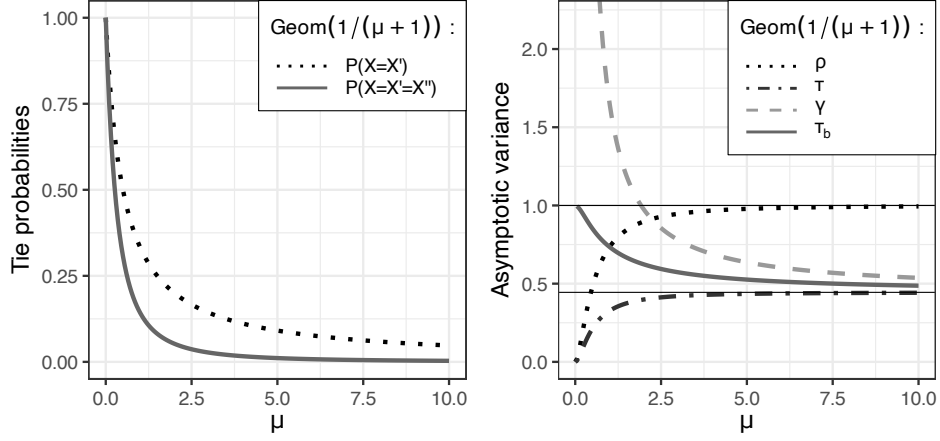 Geom(1/(μ + 1)) :
P(X=X')
P(X=X'=X'')
Tie probabilities
1.00
0.75
0.50
0.25
0.00
0.0 2.5 5.0 7.5 10.0
μ
Geom(1/(μ + 1)) :
ρ
τ
γ
τb
Asymptotic variance
2.0
1.5
1.0
0.5
0.0
0.0 2.5 5.0 7.5 10.0
μ